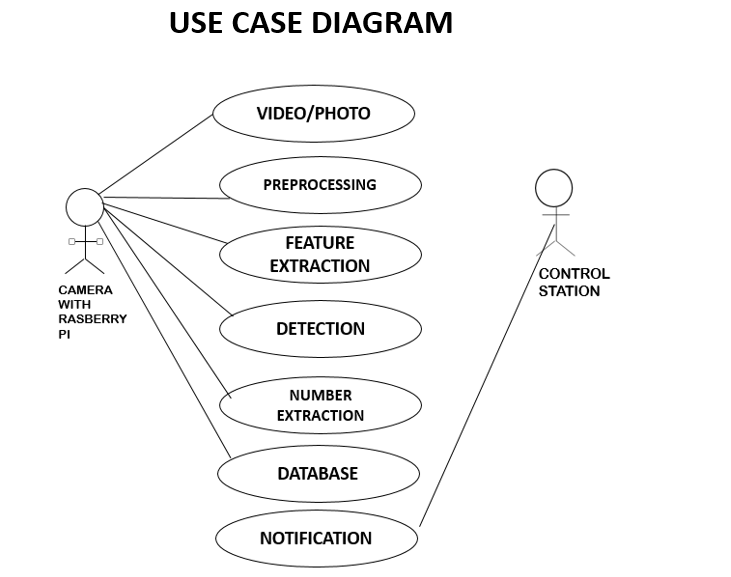 USE CASE DIAGRAM
VIDEO/PHOTO
PREPROCESSING
FEATURE
EXTRACTION
DETECTION
NUMBER
EXTRACTION
DATABASE
NOTIFICATION
CAMERA
WITH
RASBERRY
PI
CONTROL
STATION